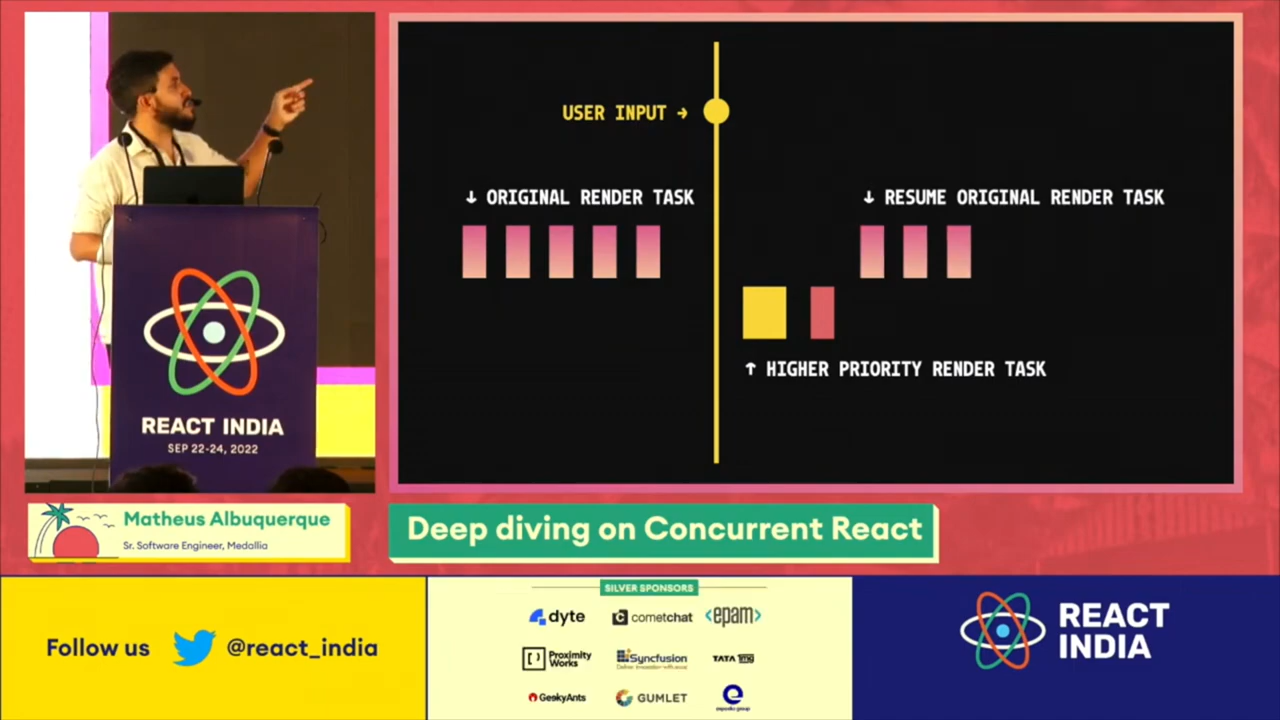 USER INPUT →
↓ ORIGINAL RENDER TASK
↓ RESUME ORIGINAL RENDER TASK
↑ HIGHER PRIORITY RENDER TASK
REACT INDIA
SEP 22-24, 2022
Matheus Albuquerque
Sr. Software Engineer, Medallia
Deep diving on Concurrent React
Follow us
@react_india
SILVER SPONSORS
dyte
cometchat
<epam>
Proximity
Works
Syncfusion
TATA 1mg
GeekyAnts
GUMLET
REACT
INDIA